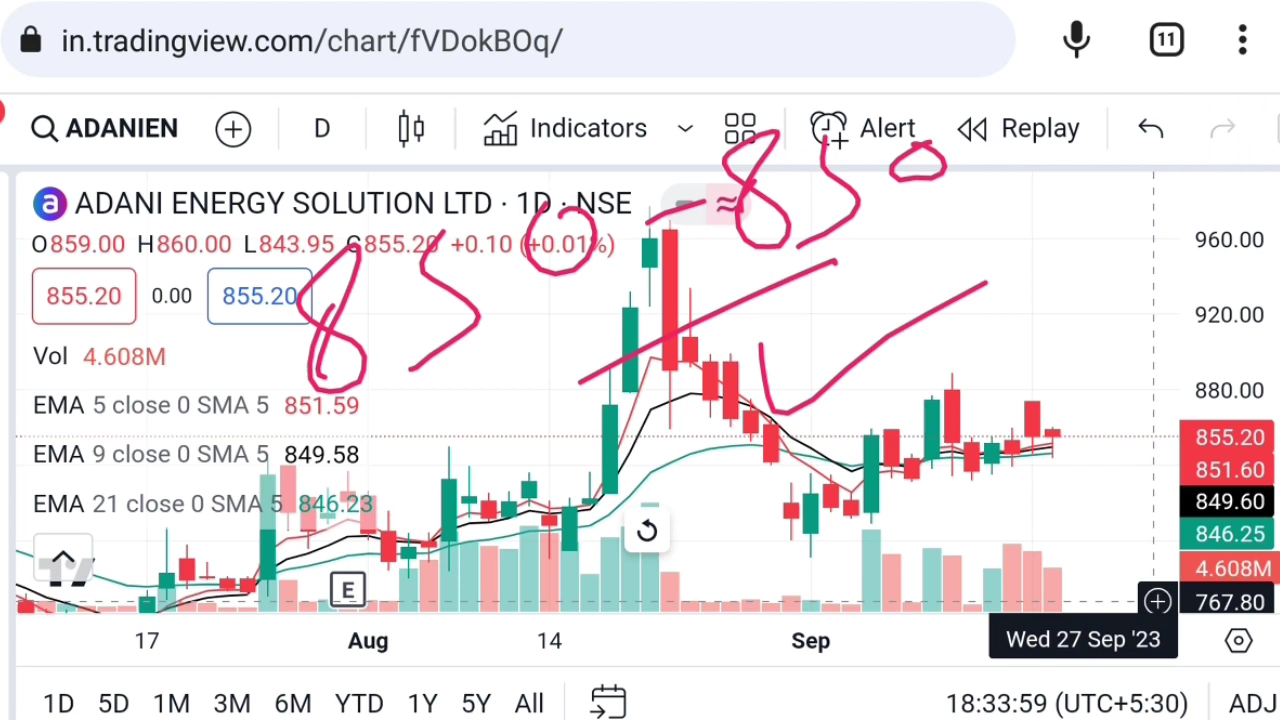 in.tradingview.com/chart/fVDokBOq/ 11
ADANIEN D Indicators Alert Replay
850
ADANI ENERGY SOLUTION LTD · 1D · NSE
O859.00 H860.00 L843.95 C855.20 +0.10 (+0.01%)
960.00
855.20 0.00 855.20
850
920.00
Vol 4.608M
880.00
EMA 5 close 0 SMA 5 851.59
855.20
EMA 9 close 0 SMA 5 849.58
851.60
849.60
EMA 21 close 0 SMA 5 846.23
846.25
4.608M
E
767.80
17 Aug 14 Sep Wed 27 Sep '23
1D 5D 1M 3M 6M YTD 1Y 5Y All 18:33:59 (UTC+5:30) ADJ